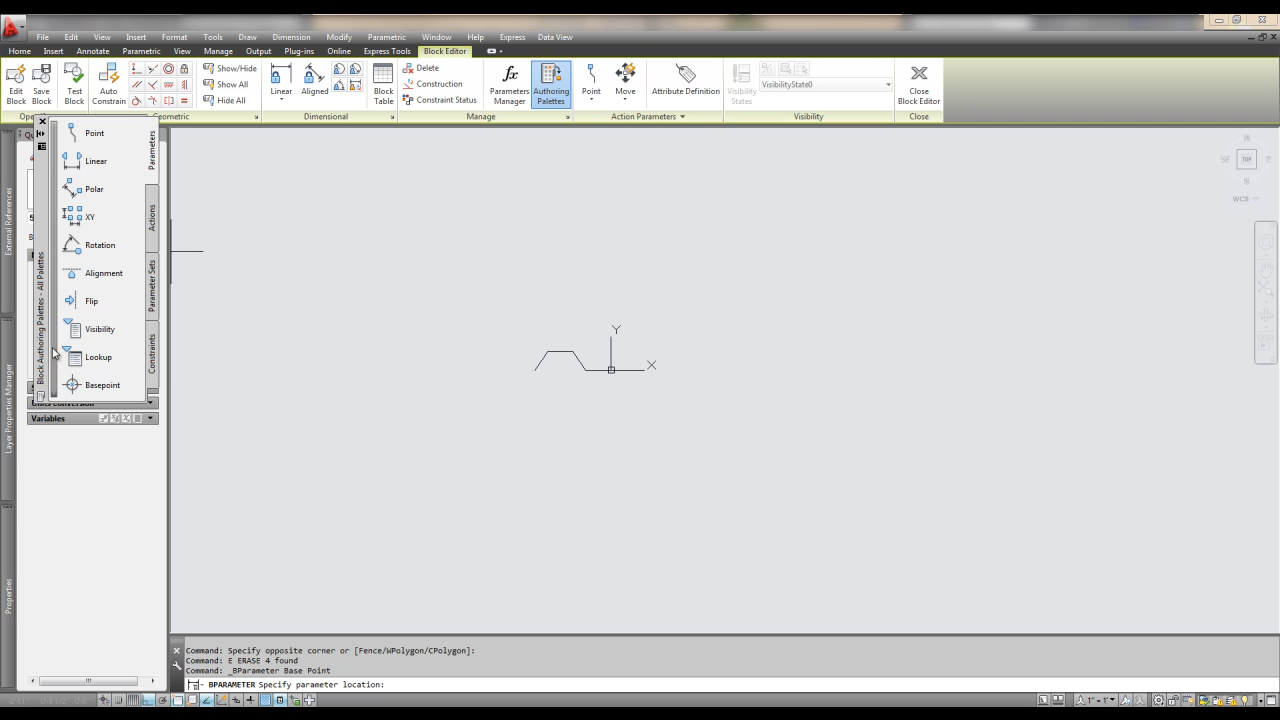 File Edit View Insert Format Tools Draw Dimension Modify Parametric Window Help Express Data View
Home Insert Annotate Parametric View Manage Output Plug-ins Online Express Tools Block Editor
Edit Block
Save Block
Test Block
Auto Constrain
Show/Hide
Show All
Hide All
Linear
Aligned
Block Table
Delete
Construction
Constraint Status
Parameters Manager
Authoring Palettes
Point
Move
Attribute Definition
Visibility States
VisibilityState0
Close Block Editor
Geometric
Dimensional
Manage
Action Parameters
Visibility
Close
Point
Linear
Polar
XY
Rotation
Alignment
Flip
Visibility
Lookup
Basepoint
Parameters
Actions
Parameter Sets
Constraints
Block Authoring Palettes - All Palettes
External References
Layer Properties Manager
Properties
Units Conversion
Variables
Y
X
TOP
WCS
Command: Specify opposite corner or [Fence/WPolygon/CPolygon]:
Command: E ERASE 4 found
Command: _BParameter Base Point
BPARAMETER Specify parameter location:
1" = 1'